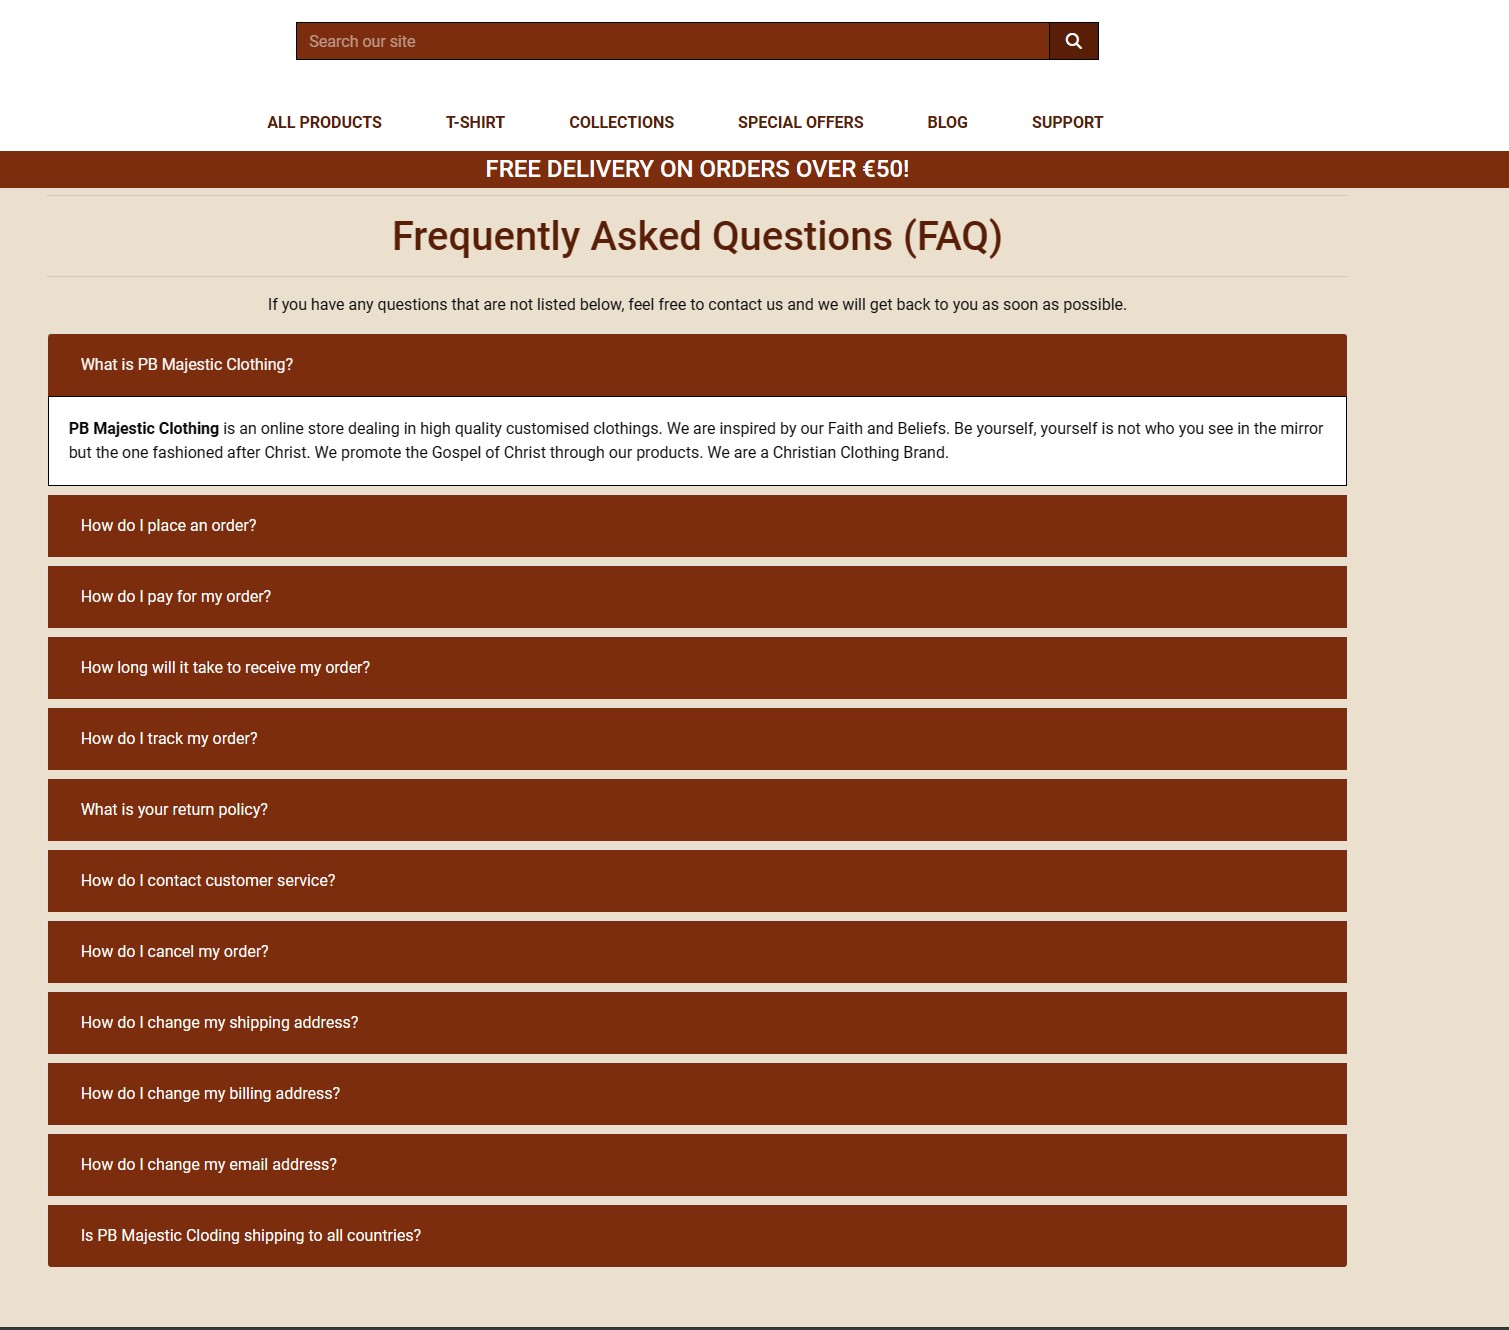 Search our site
ALL PRODUCTS T-SHIRT COLLECTIONS SPECIAL OFFERS BLOG SUPPORT
FREE DELIVERY ON ORDERS OVER €50!
Frequently Asked Questions (FAQ)
If you have any questions that are not listed below, feel free to contact us and we will get back to you as soon as possible.
What is PB Majestic Clothing?
PB Majestic Clothing is an online store dealing in high quality customised clothings. We are inspired by our Faith and Beliefs. Be yourself, yourself is not who you see in the mirror
but the one fashioned after Christ. We promote the Gospel of Christ through our products. We are a Christian Clothing Brand.
How do I place an order?
How do I pay for my order?
How long will it take to receive my order?
How do I track my order?
What is your return policy?
How do I contact customer service?
How do I cancel my order?
How do I change my shipping address?
How do I change my billing address?
How do I change my email address?
Is PB Majestic Cloding shipping to all countries?